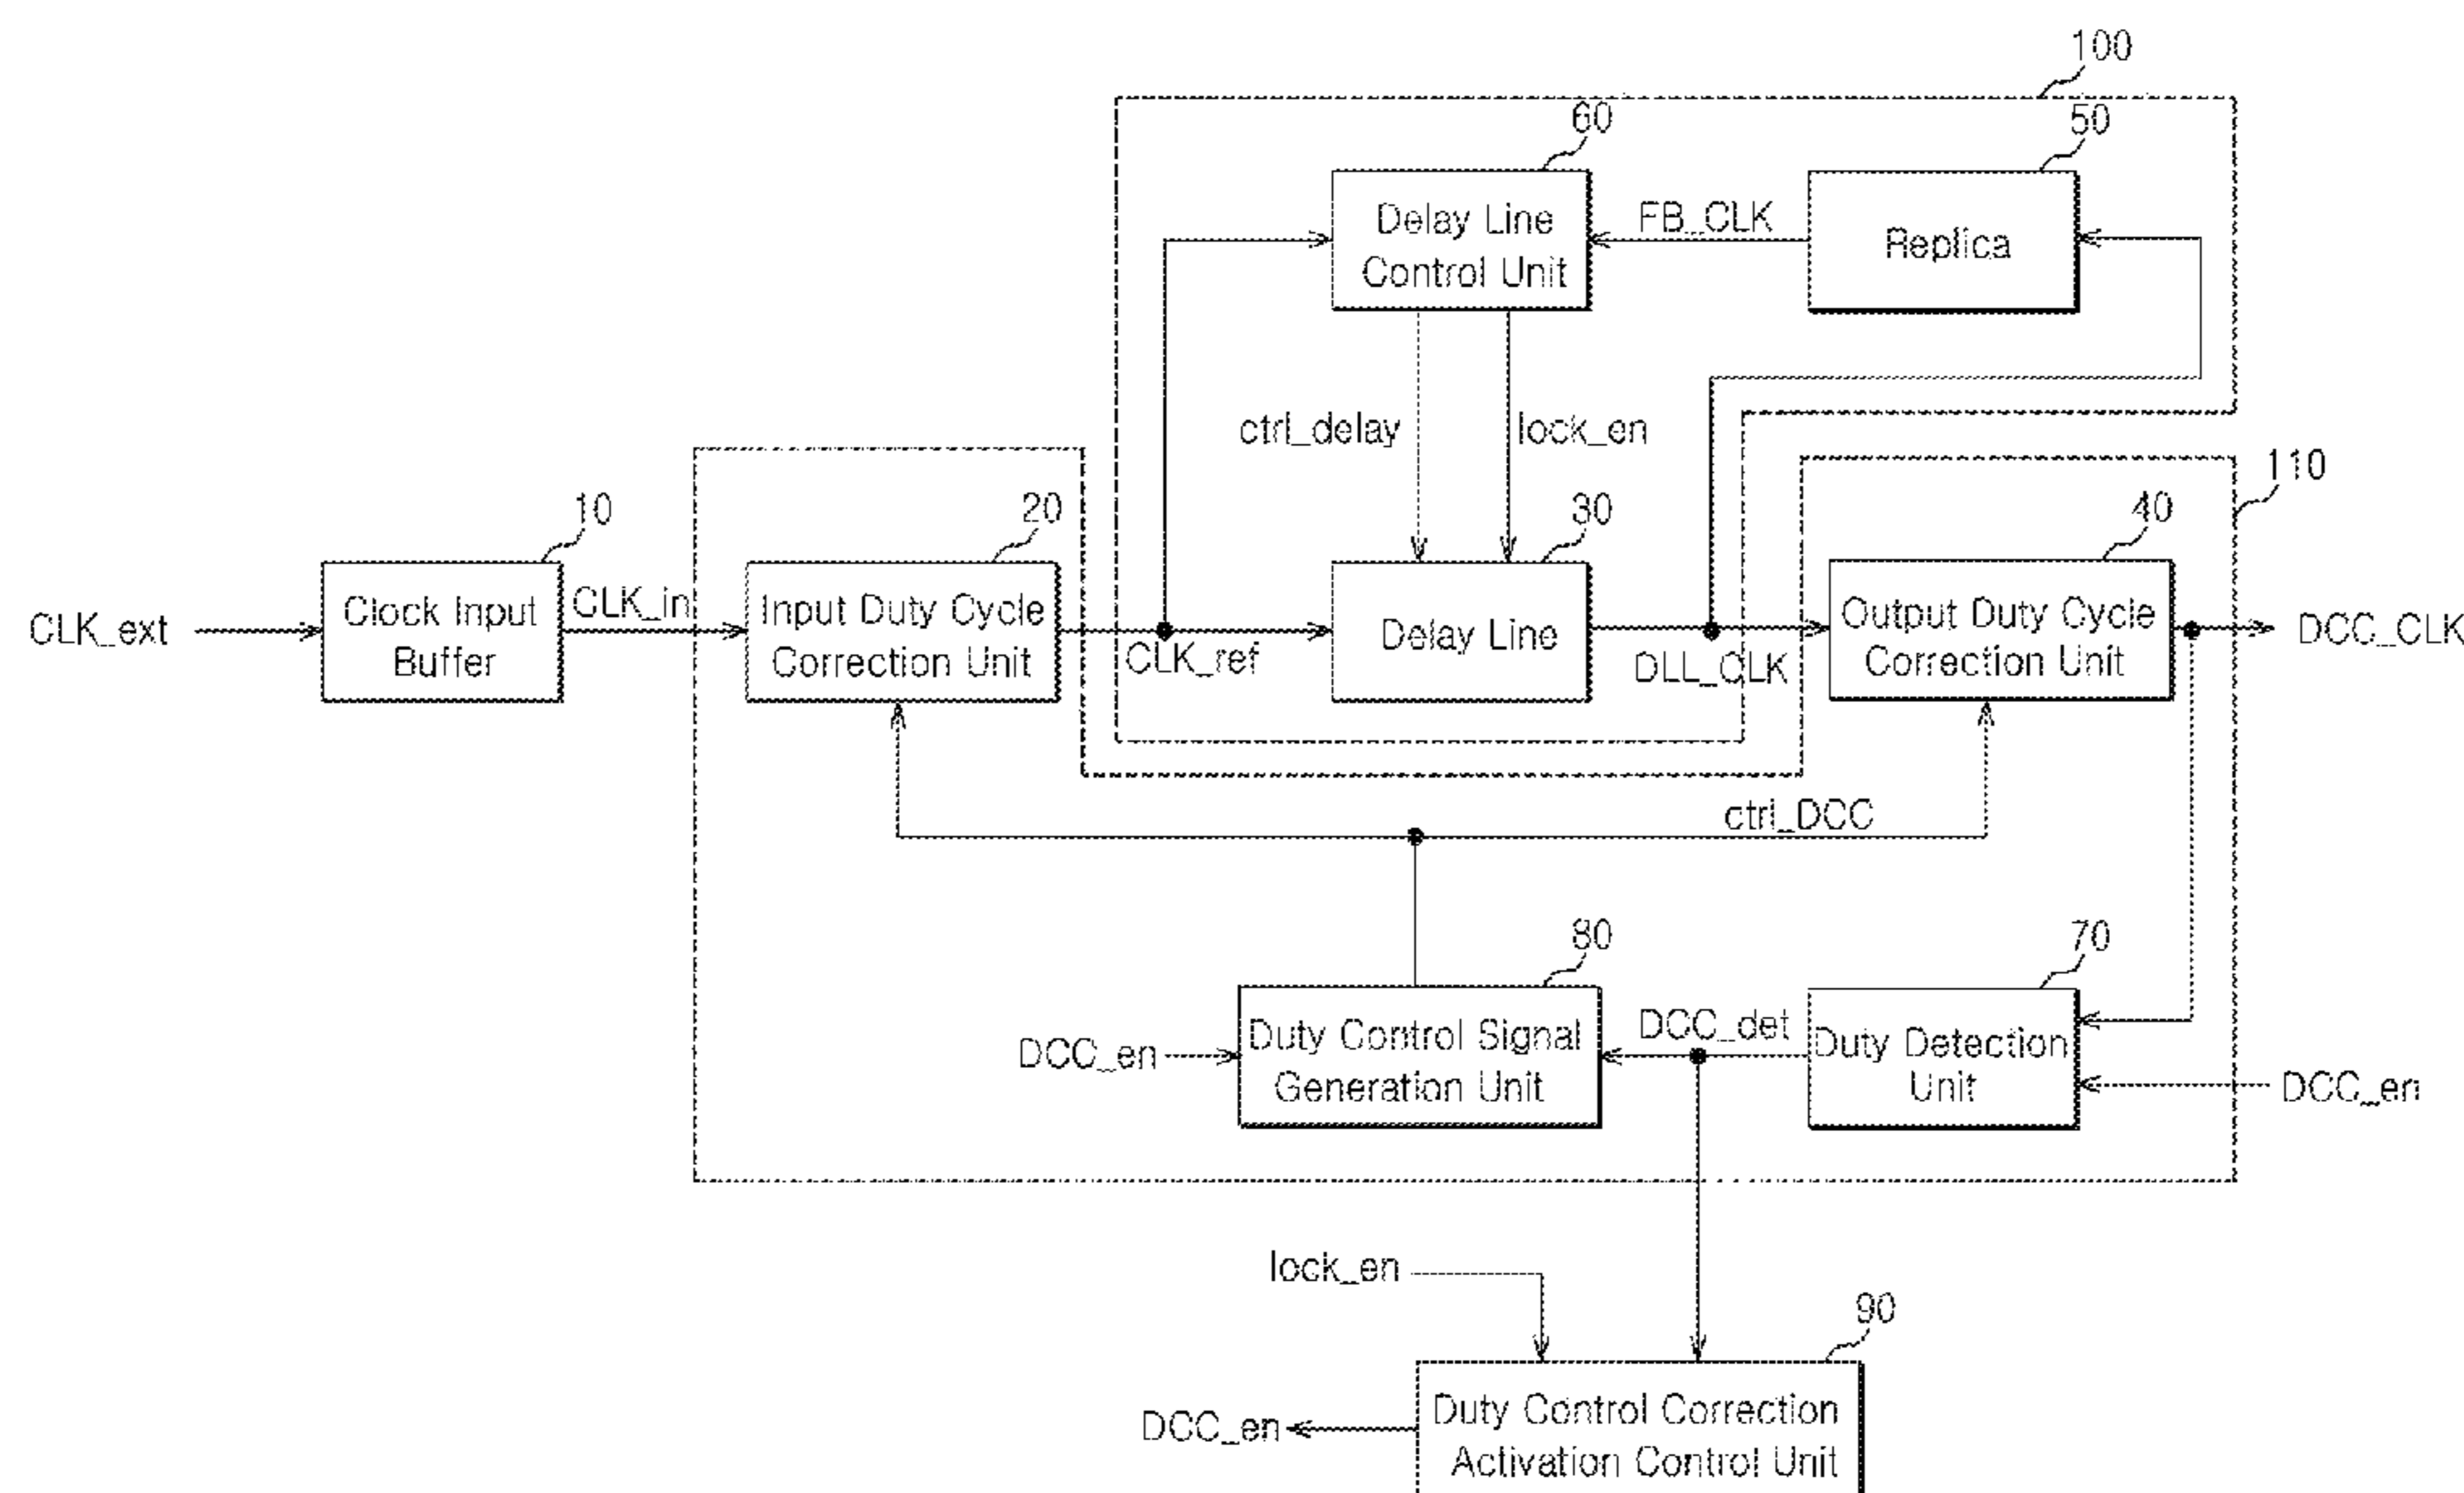 100
60
50
Delay Line
Control Unit
FB_CLK
Replica
ctrl_delay
lock_en
110
10
20
30
40
CLK_ext
Clock Input
Buffer
CLK_in
Input Duty Cycle
Correction Unit
CLK_ref
Delay Line
DLL_CLK
Output Duty Cycle
Correction Unit
DCC_CLK
ctrl_DCC
80
70
DCC_en
Duty Control Signal
Generation Unit
DCC_det
Duty Detection
Unit
DCC_en
lock_en
90
DCC_en
Duty Control Correction
Activation Control Unit